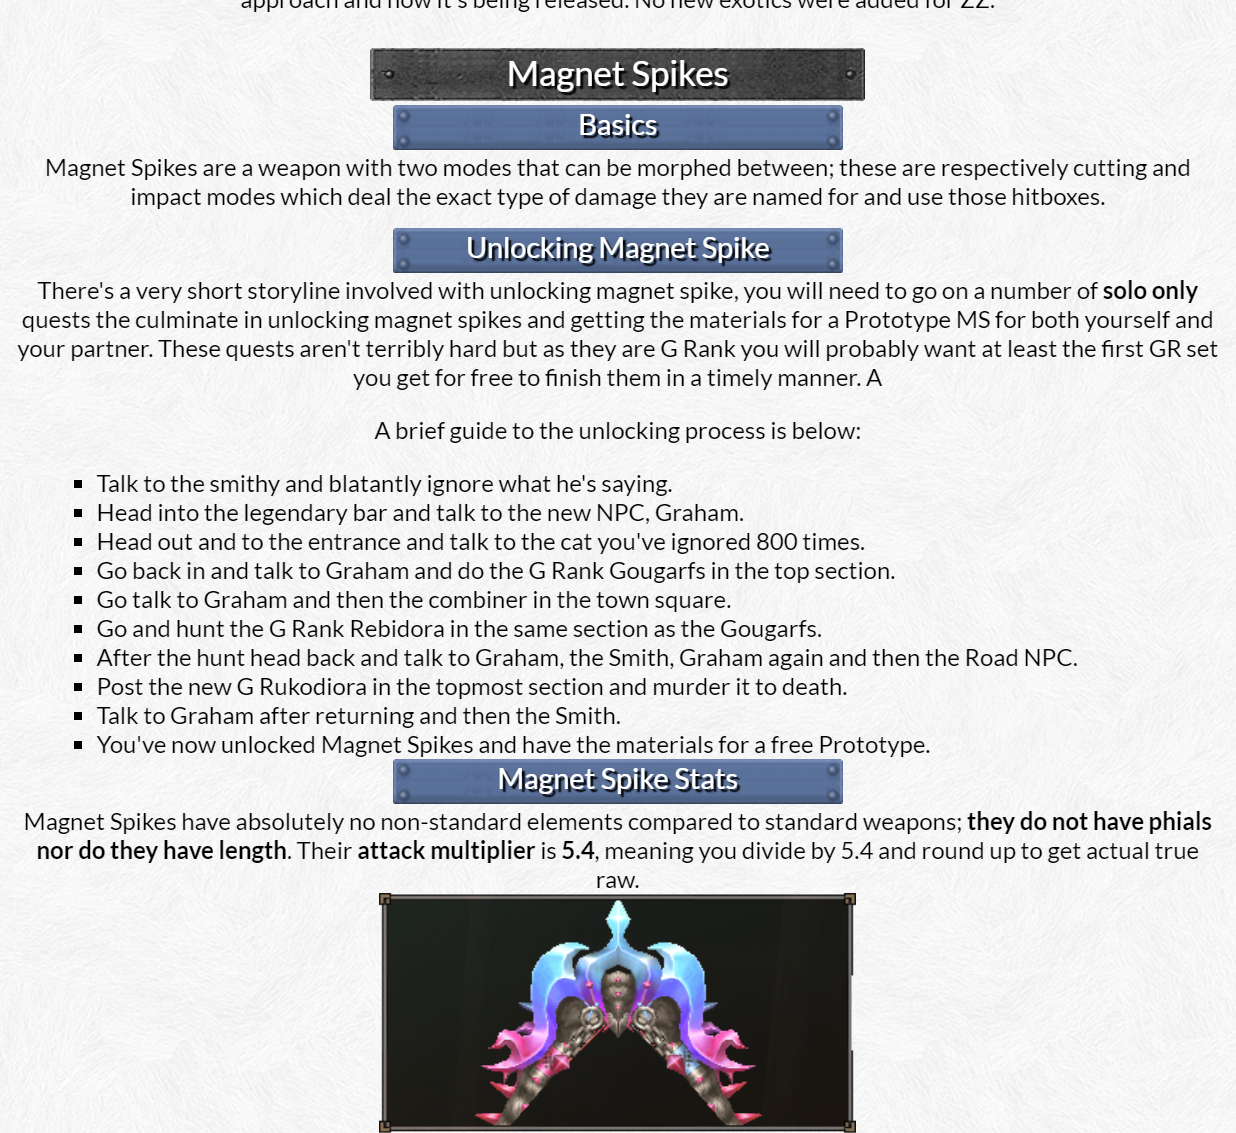 approach and how it's being released. No new exotics were added for ZZ.
Magnet Spikes
Basics
Magnet Spikes are a weapon with two modes that can be morphed between; these are respectively cutting and
impact modes which deal the exact type of damage they are named for and use those hitboxes.
Unlocking Magnet Spike
There's a very short storyline involved with unlocking magnet spike, you will need to go on a number of solo only
quests the culminate in unlocking magnet spikes and getting the materials for a Prototype MS for both yourself and
your partner. These quests aren't terribly hard but as they are G Rank you will probably want at least the first GR set
you get for free to finish them in a timely manner. A
A brief guide to the unlocking process is below:
Talk to the smithy and blatantly ignore what he's saying.
Head into the legendary bar and talk to the new NPC, Graham.
Head out and to the entrance and talk to the cat you've ignored 800 times.
Go back in and talk to Graham and do the G Rank Gougarfs in the top section.
Go talk to Graham and then the combiner in the town square.
Go and hunt the G Rank Rebidora in the same section as the Gougarfs.
After the hunt head back and talk to Graham, the Smith, Graham again and then the Road NPC.
Post the new G Rukodiora in the topmost section and murder it to death.
Talk to Graham after returning and then the Smith.
You've now unlocked Magnet Spikes and have the materials for a free Prototype.
Magnet Spike Stats
Magnet Spikes have absolutely no non-standard elements compared to standard weapons; they do not have phials
nor do they have length. Their attack multiplier is 5.4, meaning you divide by 5.4 and round up to get actual true
raw.